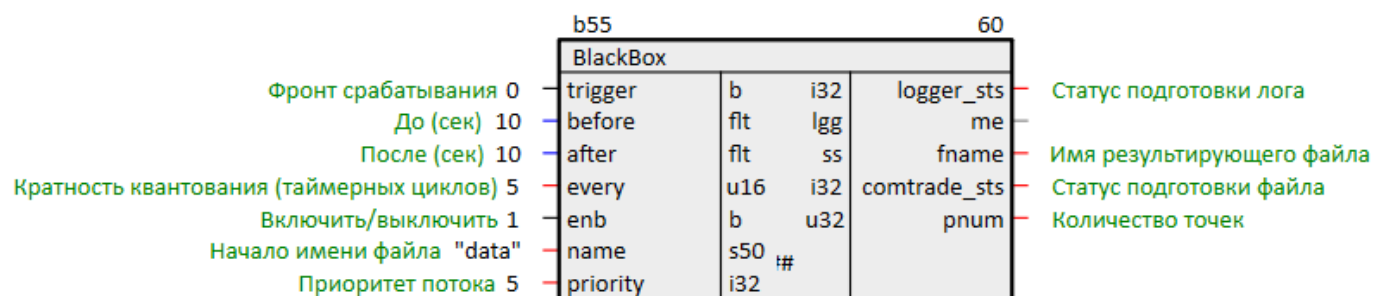 b55 60
BlackBox
Фронт срабатывания 0 trigger b i32 logger_sts Статус подготовки лога
До (сек) 10 before flt lgg me
После (сек) 10 after flt ss fname Имя результирующего файла
Кратность квантования (таймерных циклов) 5 every u16 i32 comtrade_sts Статус подготовки файла
Включить/выключить 1 enb b u32 pnum Количество точек
Начало имени файла "data" name s50
Приоритет потока 5 priority i32